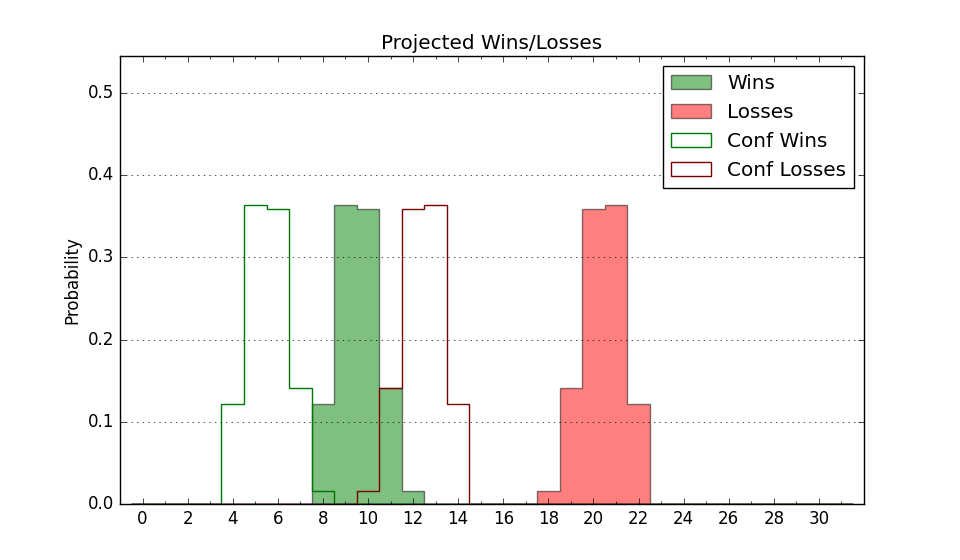 Projected Wins/Losses
Wins
Losses
Conf Wins
Conf Losses
Probability
0.5
0.4
0.3
0.2
0.1
0.0
0 2 4 6 8 10 12 14 16 18 20 22 24 26 28 30